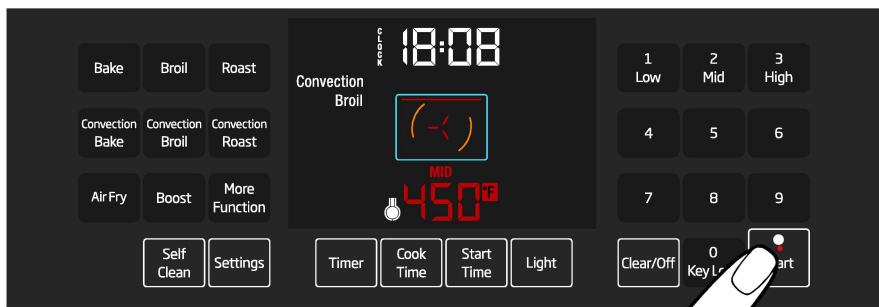 Bake
Broil
Roast
Convection
Bake
Convection
Broil
Convection
Roast
Air Fry
Boost
More
Function
Self
Clean
Settings
CLOCK
18:08
Convection
Broil
MID
450°F
Timer
Cook
Time
Start
Time
Light
1
Low
2
Mid
3
High
4
5
6
7
8
9
Clear/Off
0
Key